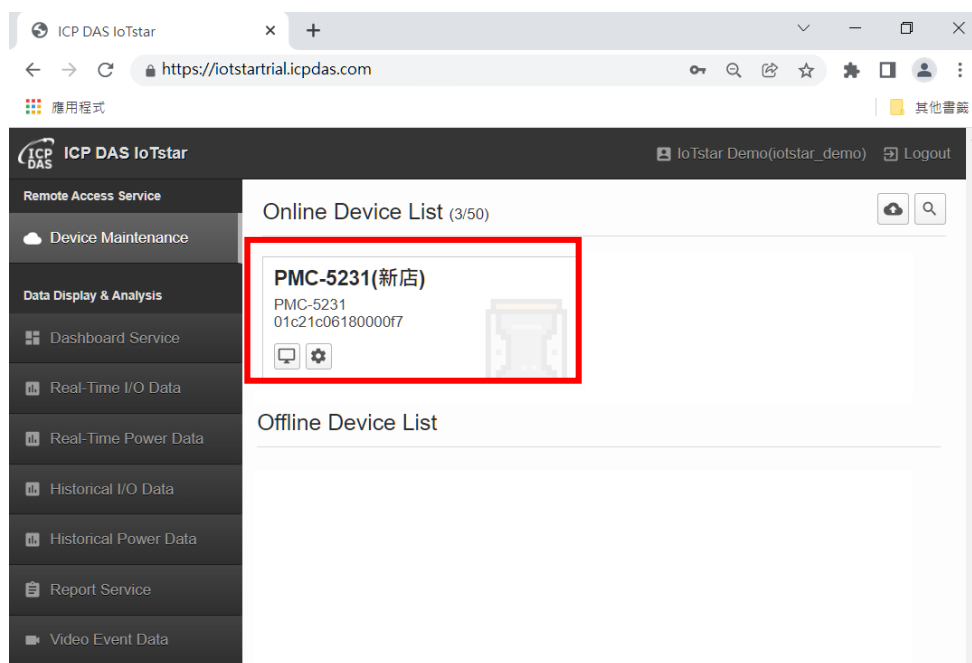 ICP DAS IoTstar
https://iotstartrial.icpdas.com
應用程式
其他書籤
ICP DAS
ICP DAS IoTstar
IoTstar Demo(iotstar_demo)
Logout
Remote Access Service
Device Maintenance
Data Display & Analysis
Dashboard Service
Real-Time I/O Data
Real-Time Power Data
Historical I/O Data
Historical Power Data
Report Service
Video Event Data
Online Device List (3/50)
PMC-5231(新店)
PMC-5231
01c21c06180000f7
Offline Device List